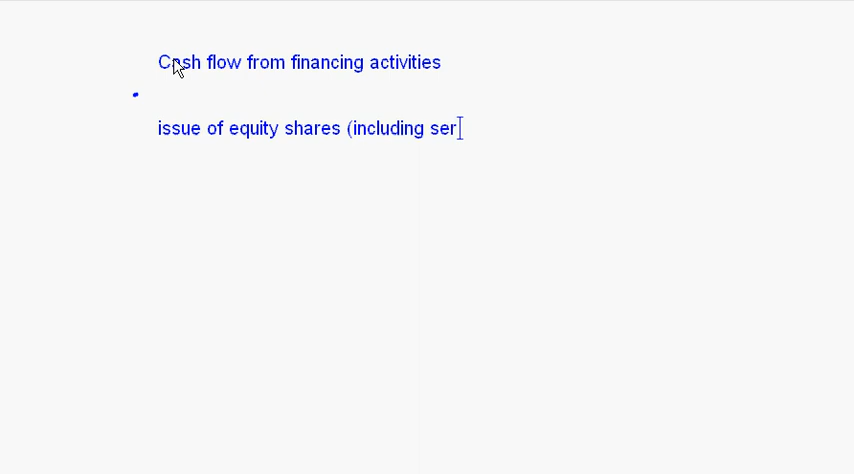 Cash flow from financing activities
issue of equity shares (including ser